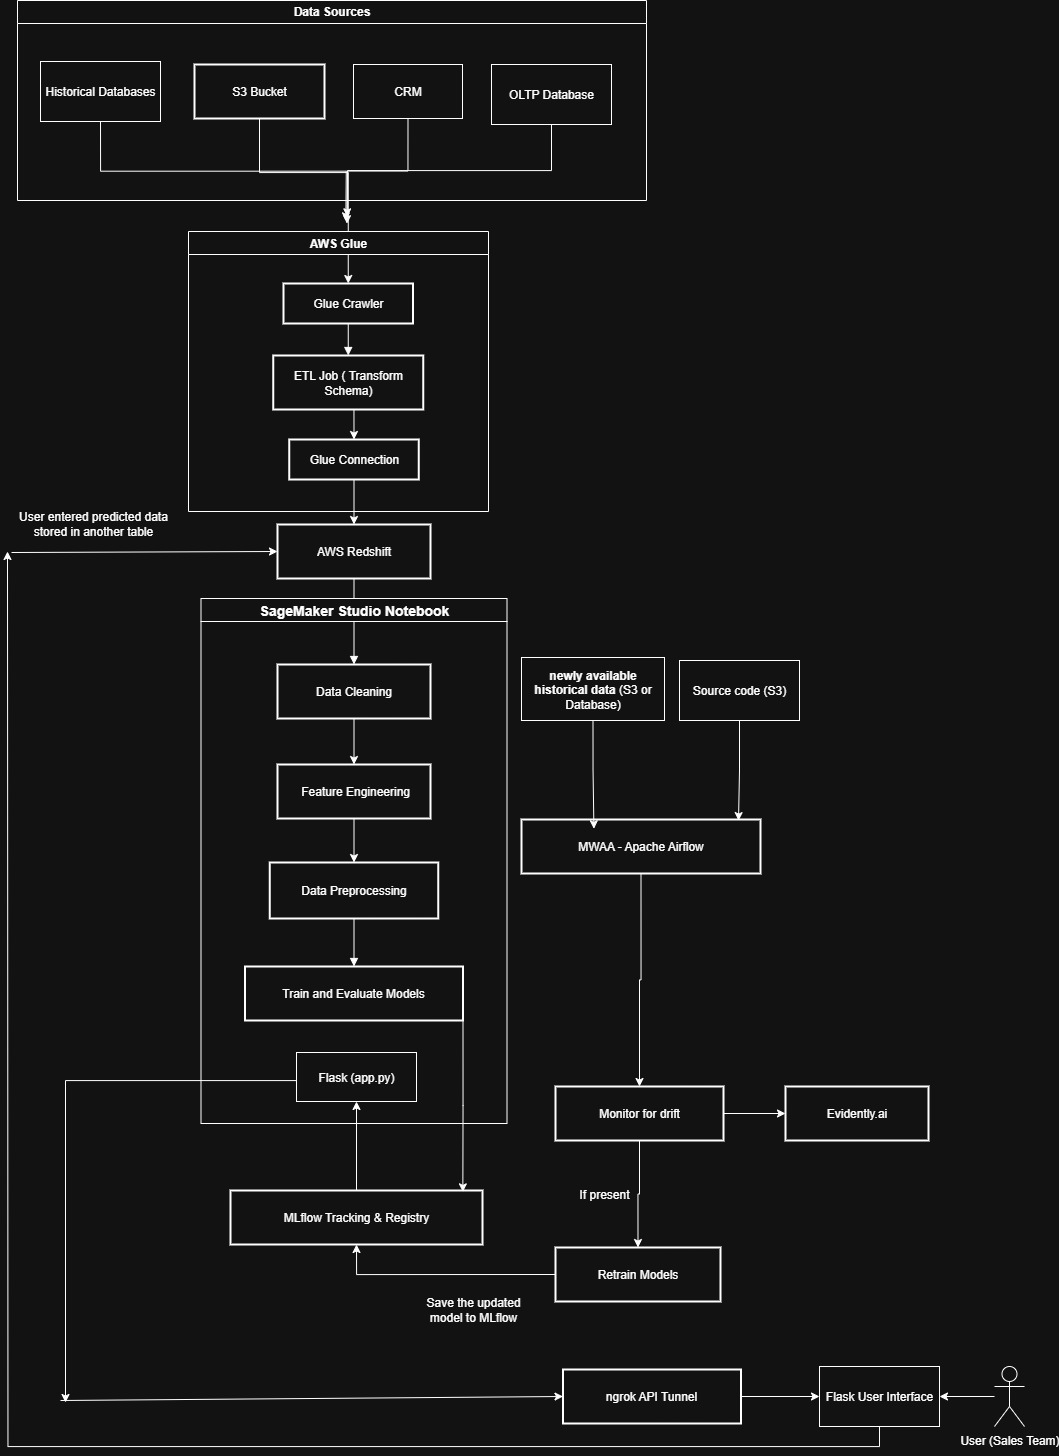 Data Sources
Historical Databases
S3 Bucket
CRM
OLTP Database
AWS Glue
Glue Crawler
ETL Job ( Transform
Schema)
Glue Connection
User entered predicted data
stored in another table
AWS Redshift
SageMaker Studio Notebook
Data Cleaning
newly available
historical data (S3 or
Database)
Source code (S3)
Feature Engineering
MWAA - Apache Airflow
Data Preprocessing
Train and Evaluate Models
Flask (app.py)
Monitor for drift
Evidently.ai
If present
MLflow Tracking & Registry
Retrain Models
Save the updated
model to MLflow
ngrok API Tunnel
Flask User Interface
User (Sales Team)